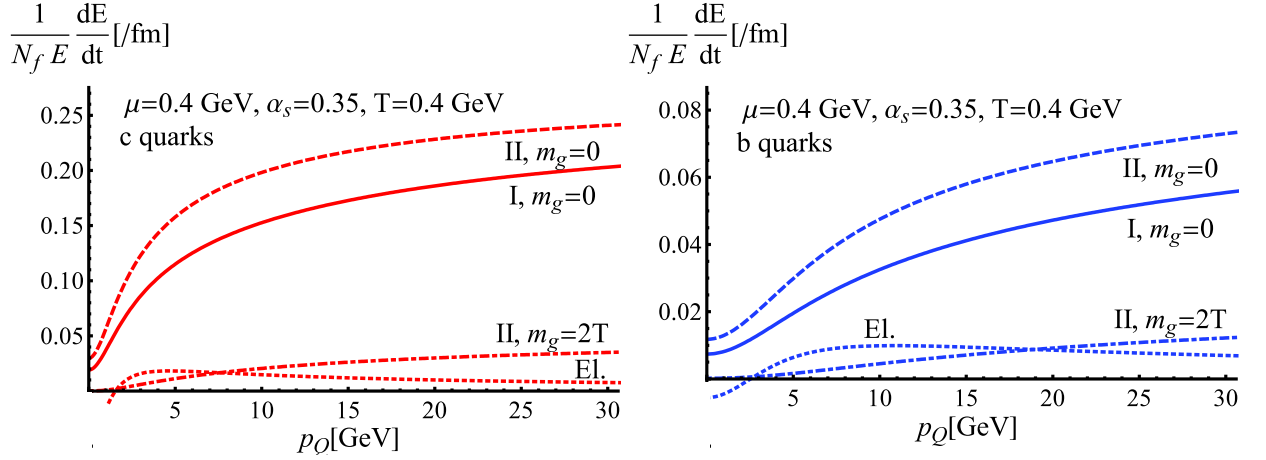 1/(N_f E) dE/dt [/fm]
μ=0.4 GeV, α_s=0.35, T=0.4 GeV
c quarks
0.25
0.20
0.15
0.10
0.05
II, m_g=0
I, m_g=0
II, m_g=2T
El.
5 10 15 20 25 30
p_Q[GeV]
1/(N_f E) dE/dt [/fm]
μ=0.4 GeV, α_s=0.35, T=0.4 GeV
b quarks
0.08
0.06
0.04
0.02
II, m_g=0
I, m_g=0
El.
II, m_g=2T
5 10 15 20 25 30
p_Q[GeV]